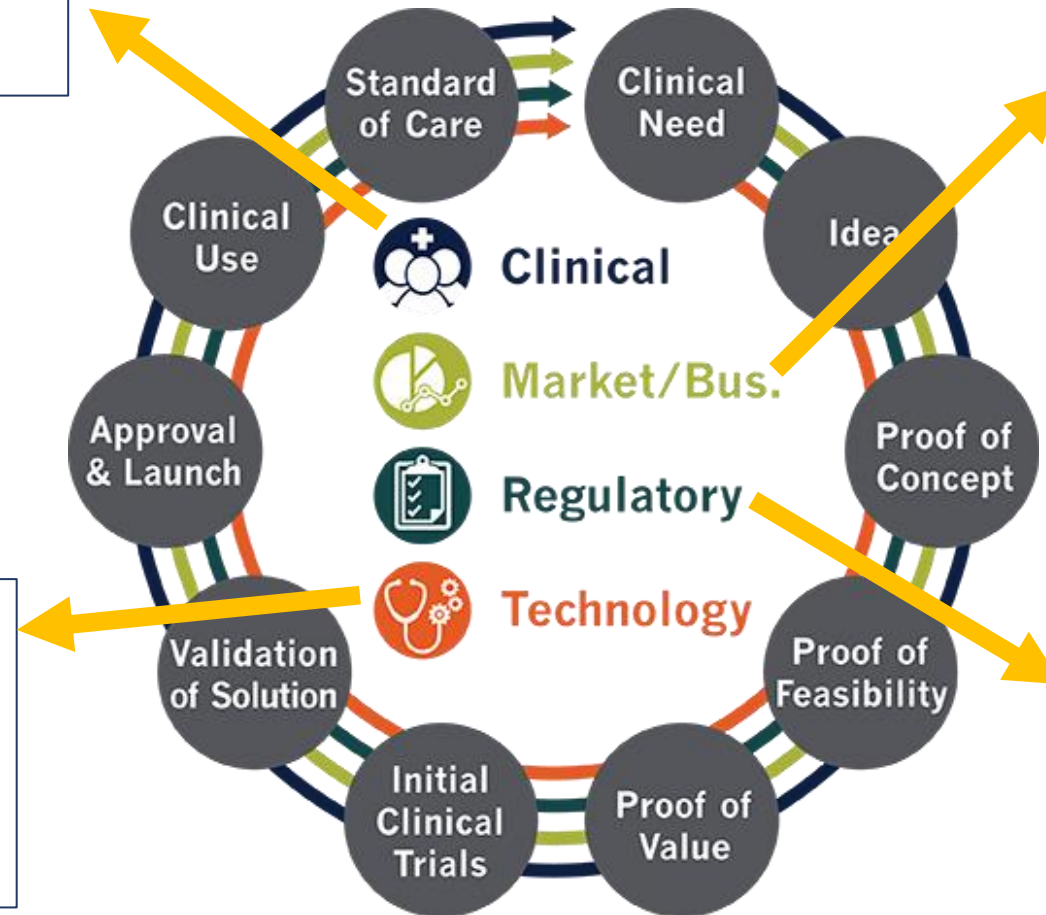 Standard
of Care
Clinical
Need
Idea
Proof of
Concept
Proof of
Feasibility
Proof of
Value
Initial
Clinical
Trials
Validation
of Solution
Approval
& Launch
Clinical
Use
Clinical
Market/Bus.
Regulatory
Technology